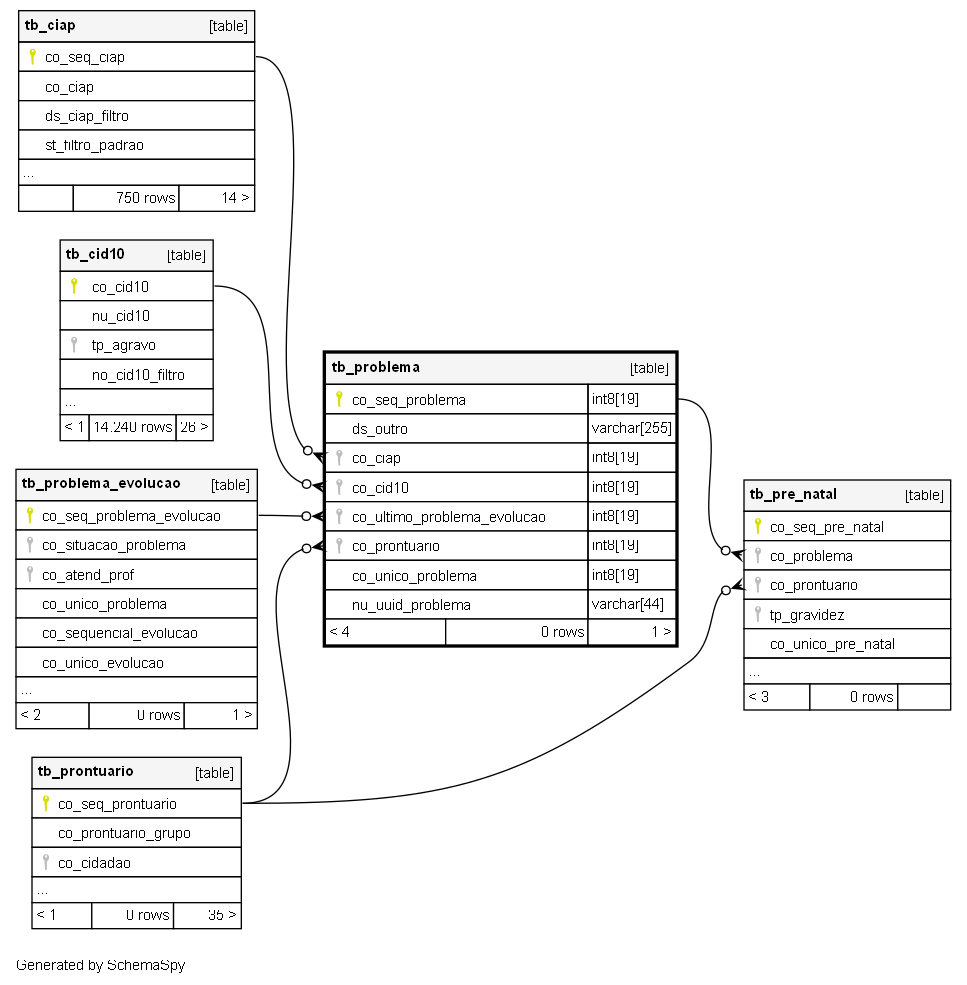 tb_ciap [table]
co_seq_ciap
co_ciap
ds_ciap_filtro
st_filtro_padrao
...
750 rows 14 >
tb_cid10 [table]
co_cid10
nu_cid10
tp_agravo
no_cid10_filtro
...
< 1 14.240 rows 26 >
tb_problema_evolucao [table]
co_seq_problema_evolucao
co_situacao_problema
co_atend_prof
co_unico_problema
co_sequencial_evolucao
co_unico_evolucao
...
< 2 0 rows 1 >
tb_prontuario [table]
co_seq_prontuario
co_prontuario_grupo
co_cidadao
...
< 1 0 rows 35 >
tb_problema [table]
co_seq_problema int8[19]
ds_outro varchar[255]
co_ciap int8[19]
co_cid10 int8[19]
co_ultimo_problema_evolucao int8[19]
co_prontuario int8[19]
co_unico_problema int8[19]
nu_uuid_problema varchar[44]
< 4 0 rows 1 >
tb_pre_natal [table]
co_seq_pre_natal
co_problema
co_prontuario
tp_gravidez
co_unico_pre_natal
...
< 3 0 rows
Generated by SchemaSpy